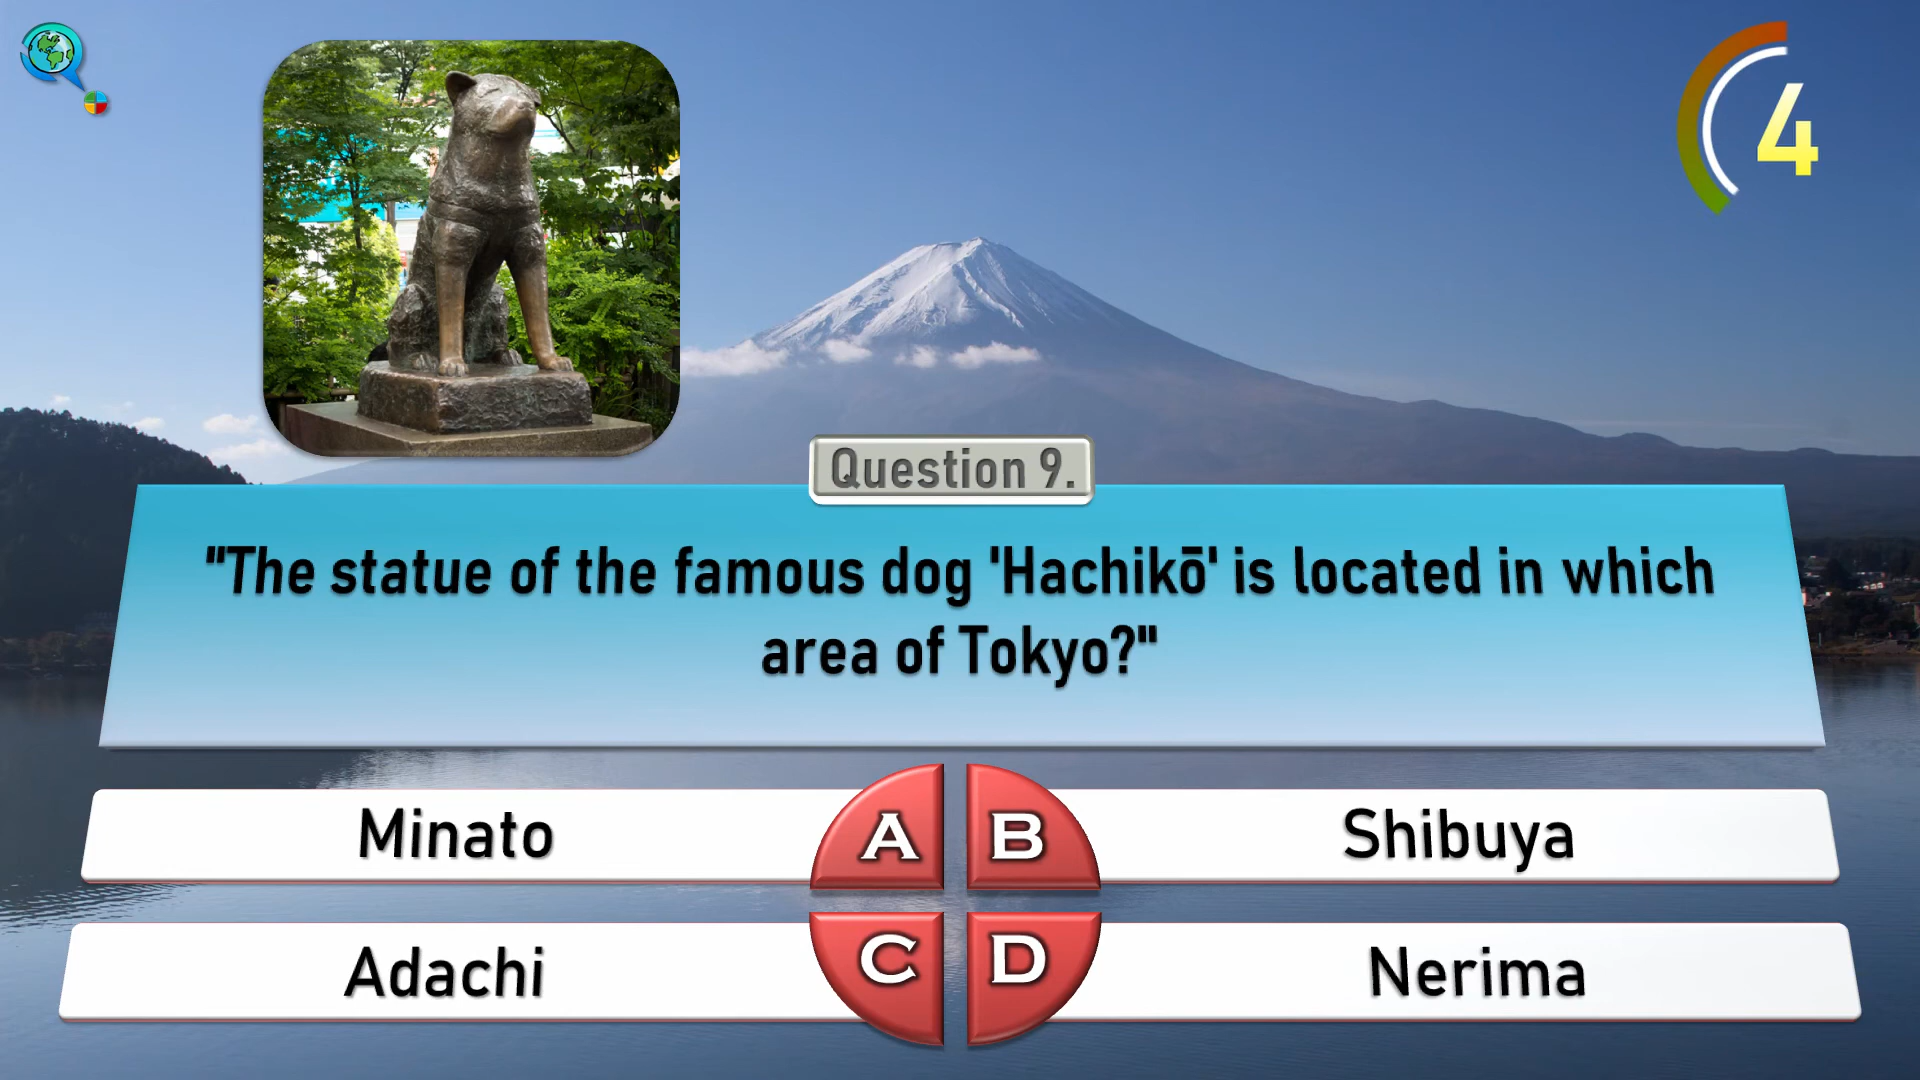 4
Question 9.
"The statue of the famous dog 'Hachikō' is located in which
area of Tokyo?"
Minato
A
B
Shibuya
Adachi
C
D
Nerima